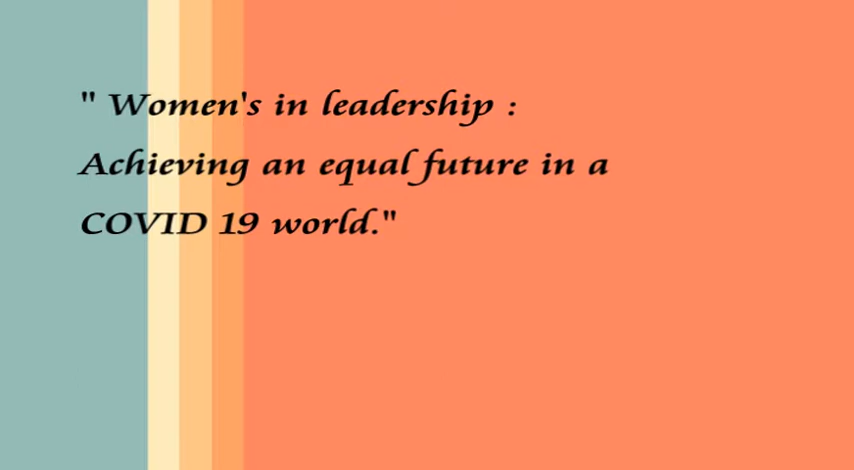 " Women's in leadership :
Achieving an equal future in a
COVID 19 world."